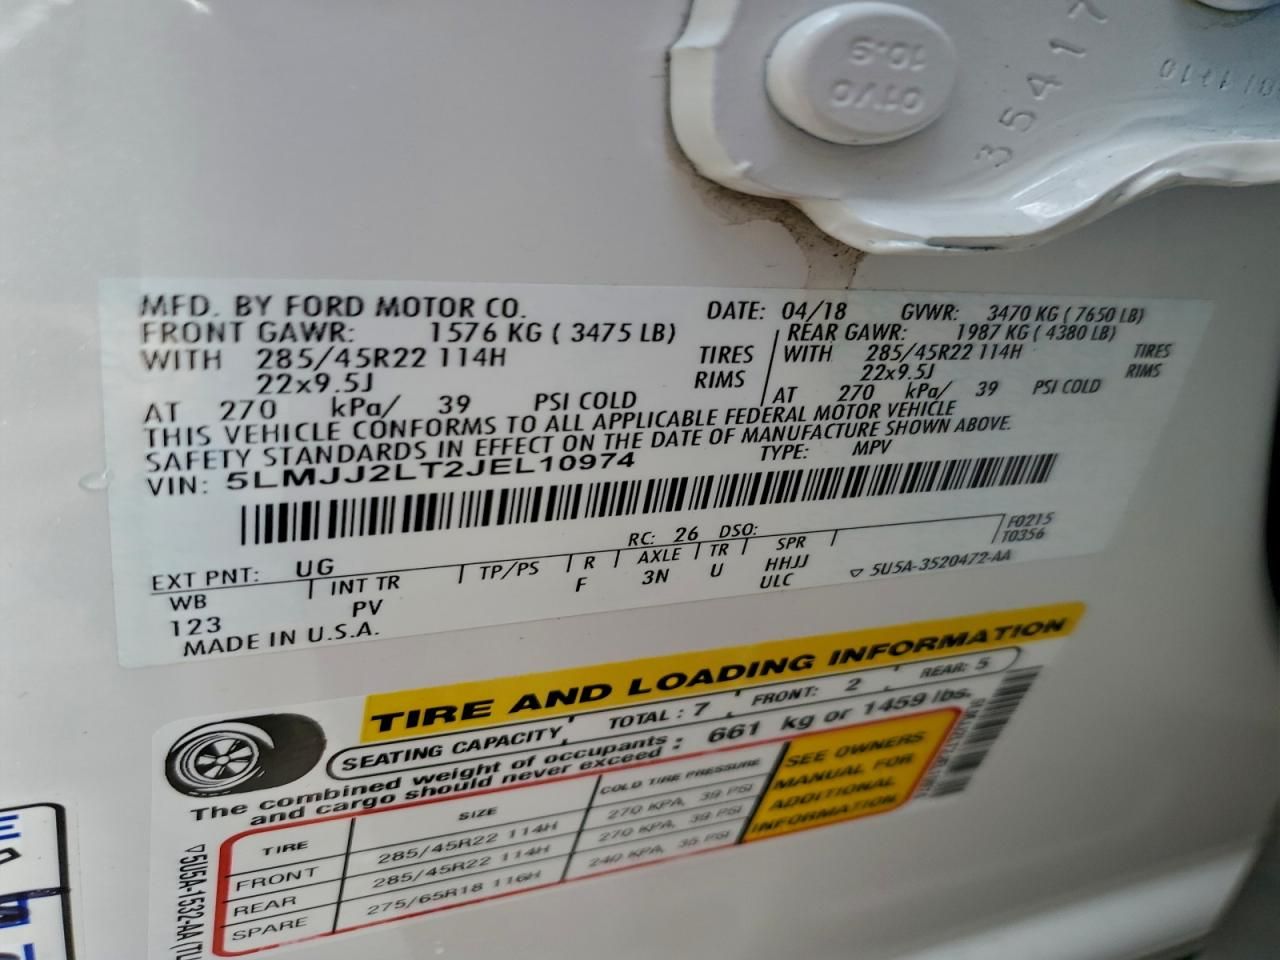 10.9
OTVO
35417
MFD. BY FORD MOTOR CO. DATE: 04/18 GVWR: 3470 KG ( 7650 LB)
FRONT GAWR: 1576 KG ( 3475 LB) REAR GAWR: 1987 KG ( 4380 LB)
WITH 285/45R22 114H TIRES WITH 285/45R22 114H TIRES
22x9.5J RIMS 22x9.5J RIMS
AT 270 kPa/ 39 PSI COLD AT 270 kPa/ 39 PSI COLD
THIS VEHICLE CONFORMS TO ALL APPLICABLE FEDERAL MOTOR VEHICLE
SAFETY STANDARDS IN EFFECT ON THE DATE OF MANUFACTURE SHOWN ABOVE.
VIN: 5LMJJ2LT2JEL10974 TYPE: MPV
EXT PNT: UG RC: 26 DSO: F0215
WB INT TR TP/PS R AXLE TR SPR T0356
123 PV F 3N U HHJJ
ULC ▽ 5U5A-3520472-AA
MADE IN U.S.A.
TIRE AND LOADING INFORMATION
SEATING CAPACITY TOTAL : 7 FRONT: 2 REAR: 5
The combined weight of occupants : 661 kg or 1459 lbs.
and cargo should never exceed
TIRE SIZE COLD TIRE PRESSURE
FRONT 285/45R22 114H 270 KPA, 39 PSI
REAR 285/45R22 114H 270 KPA, 39 PSI
SPARE 275/65R18 116H 240 KPA, 35 PSI
SEE OWNERS
MANUAL FOR
ADDITIONAL
INFORMATION
▽5U5A-1532-AA